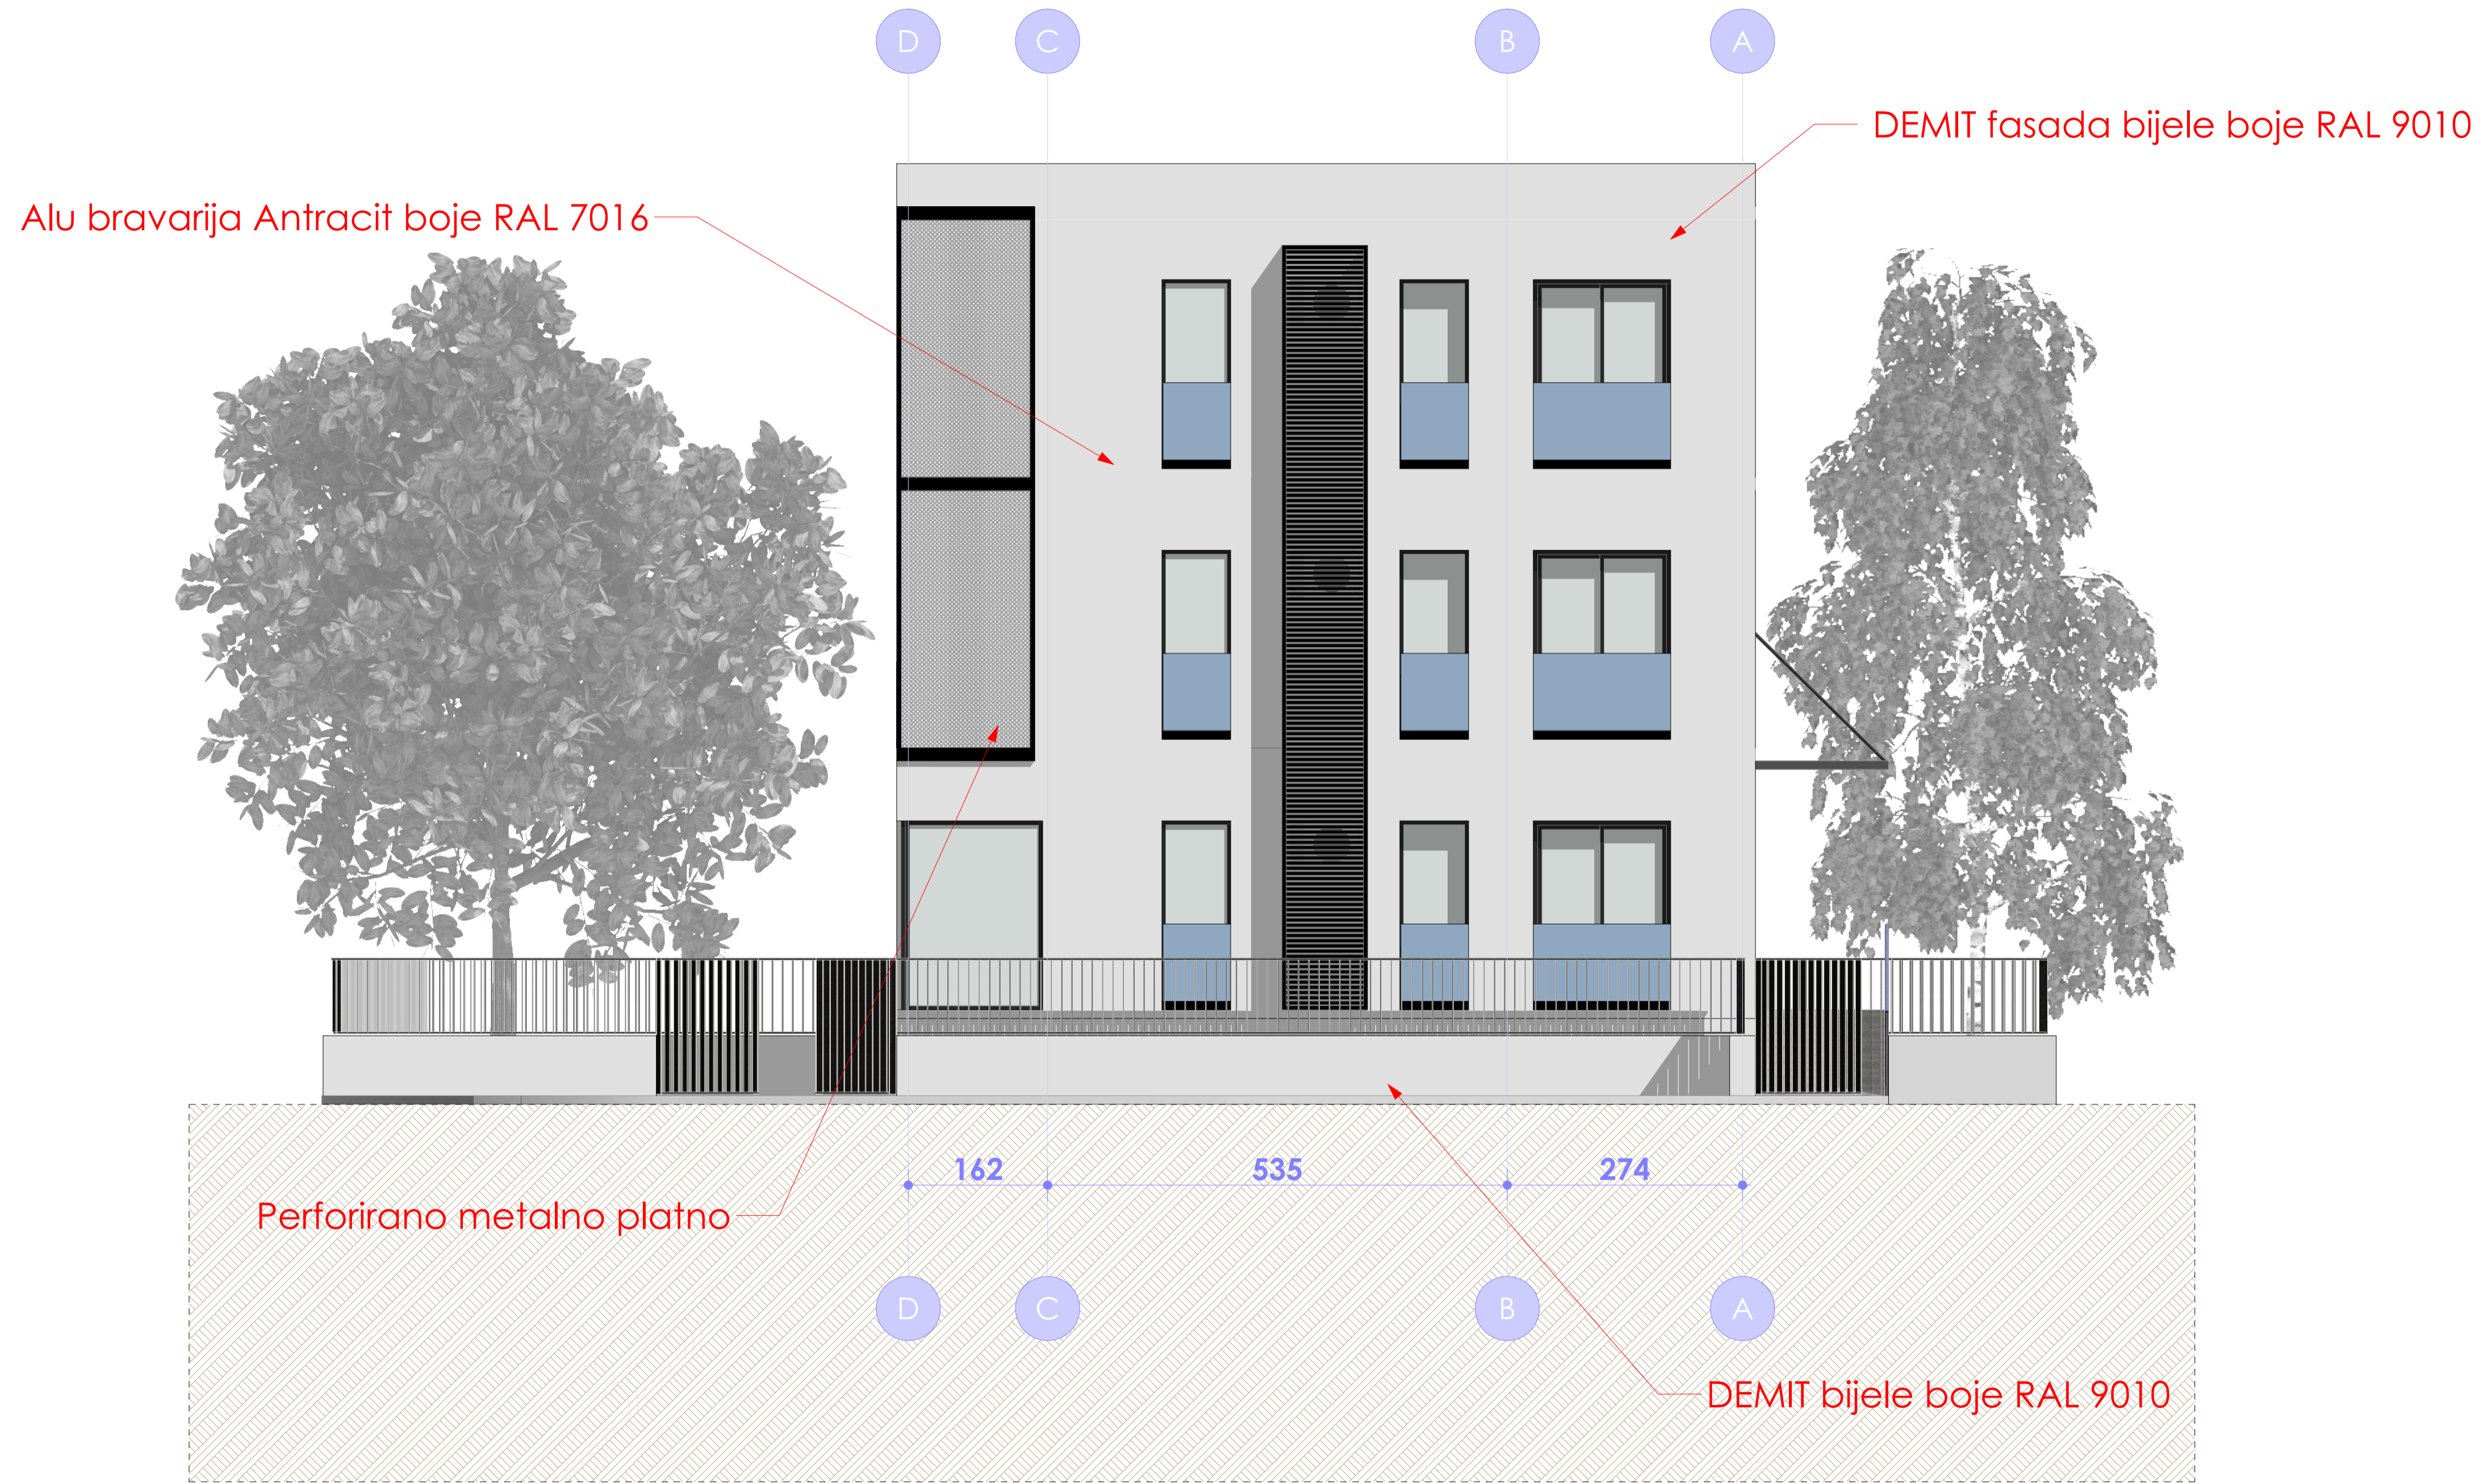 D
C
B
A
DEMIT fasada bijele boje RAL 9010
Alu bravarija Antracit boje RAL 7016
162
535
274
Perforirano metalno platno
D
C
B
A
DEMIT bijele boje RAL 9010